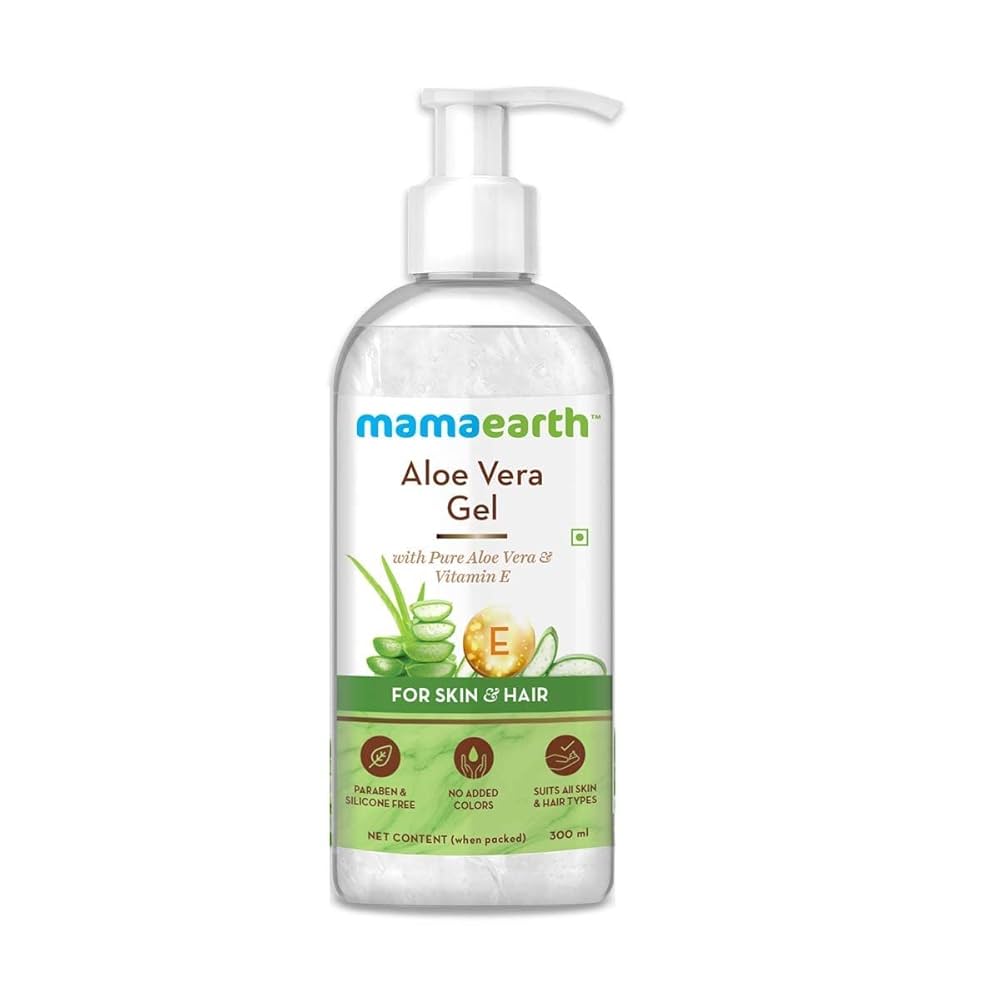 mamaearth™
Aloe Vera
Gel
with Pure Aloe Vera &
Vitamin E
E
FOR SKIN & HAIR
PARABEN &
SILICONE FREE
NO ADDED
COLORS
SUITS All SKIN
& HAIR TYPES
NET CONTENT (when packed) 300 ml